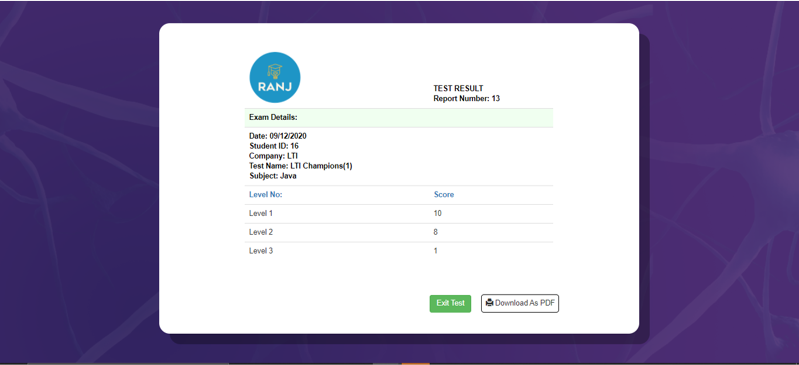 RANJ
TEST RESULT
Report Number: 13
Exam Details:
Date: 09/12/2020
Student ID: 16
Company: LTI
Test Name: LTI Champions(1)
Subject: Java
Level No: Score
Level 1 10
Level 2 8
Level 3 1
Exit Test Download As PDF